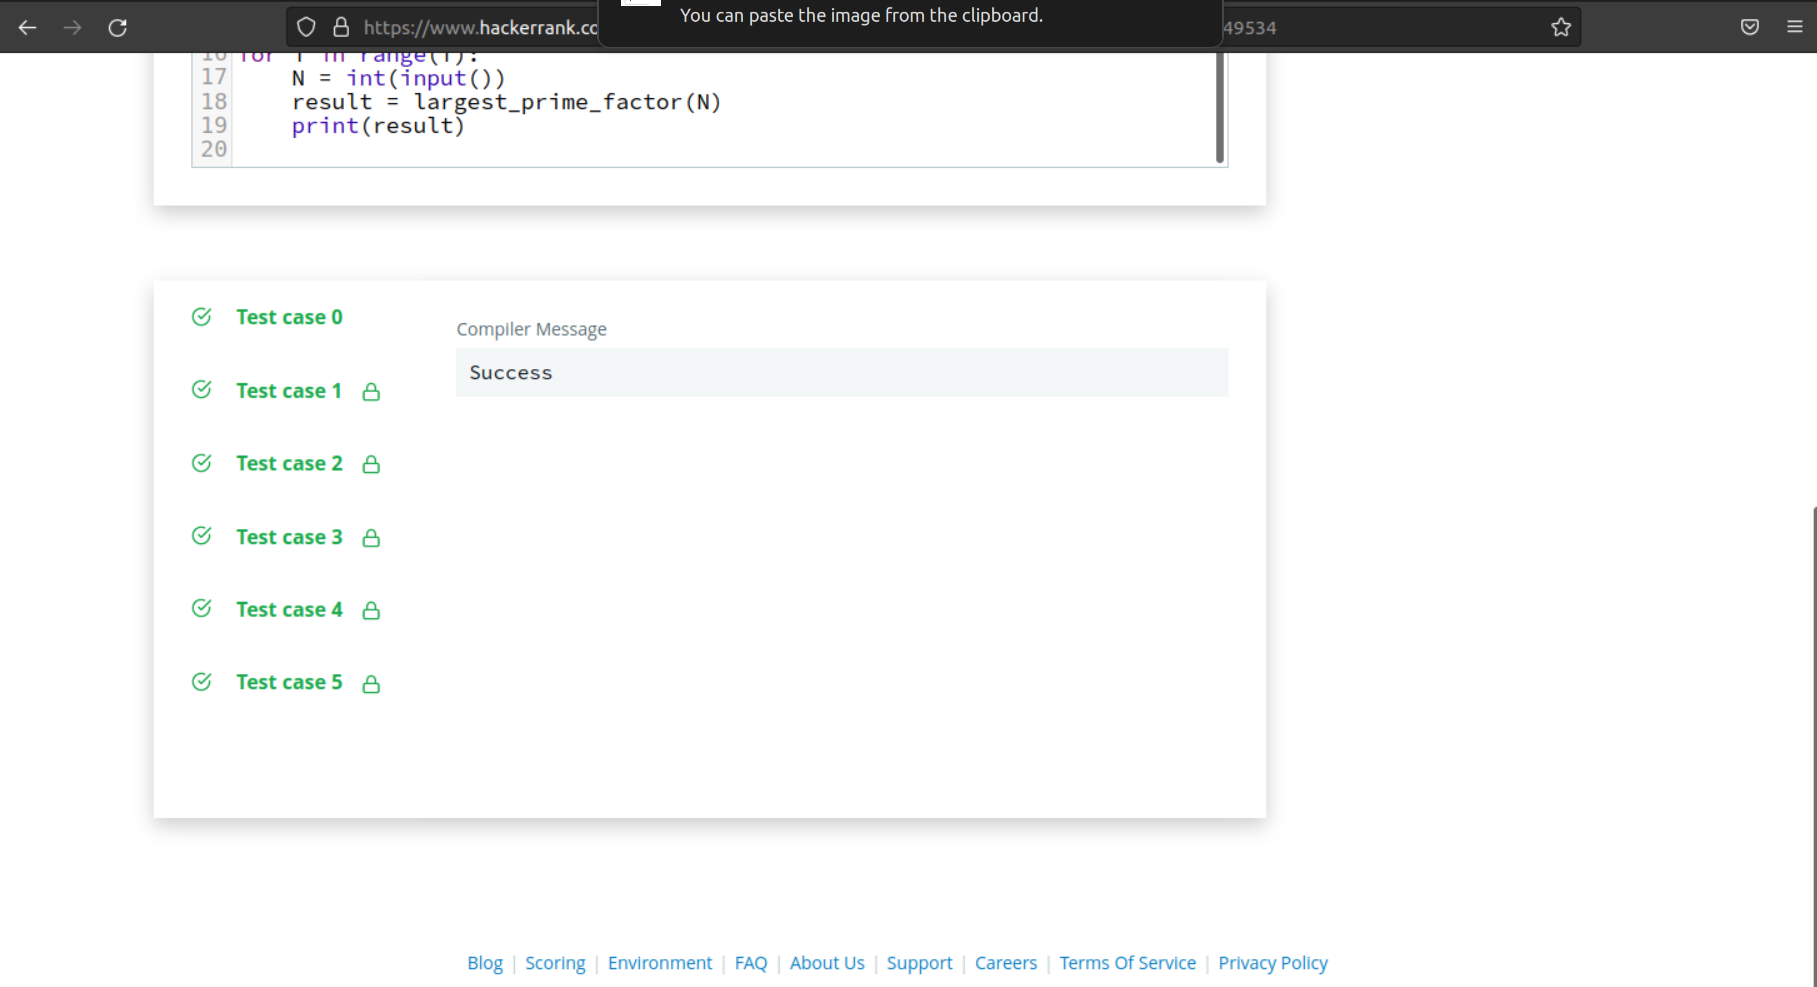 You can paste the image from the clipboard.
https://www.hackerrank.co
49534
16 for i in range(T):
17 N = int(input())
18 result = largest_prime_factor(N)
19 print(result)
20
Test case 0
Compiler Message
Success
Test case 1
Test case 2
Test case 3
Test case 4
Test case 5
Blog | Scoring | Environment | FAQ | About Us | Support | Careers | Terms Of Service | Privacy Policy